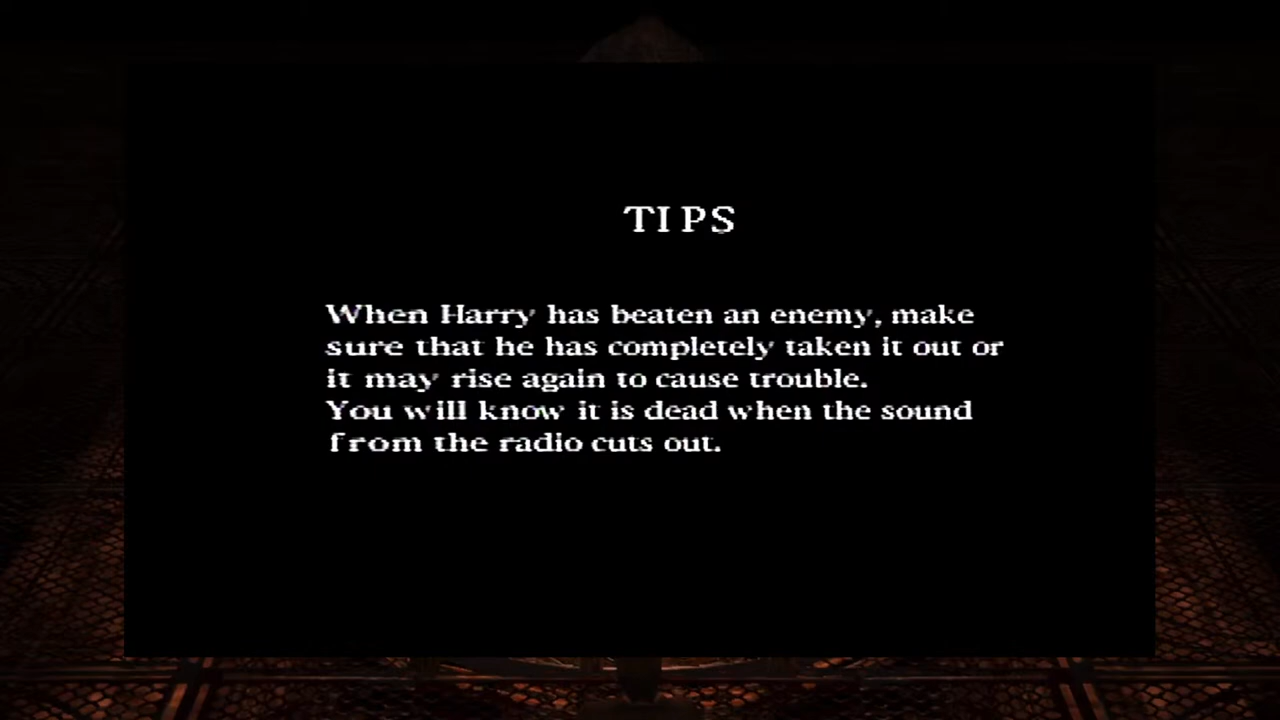 TIPS
When Harry has beaten an enemy, make
sure that he has completely taken it out or
it may rise again to cause trouble.
You will know it is dead when the sound
from the radio cuts out.